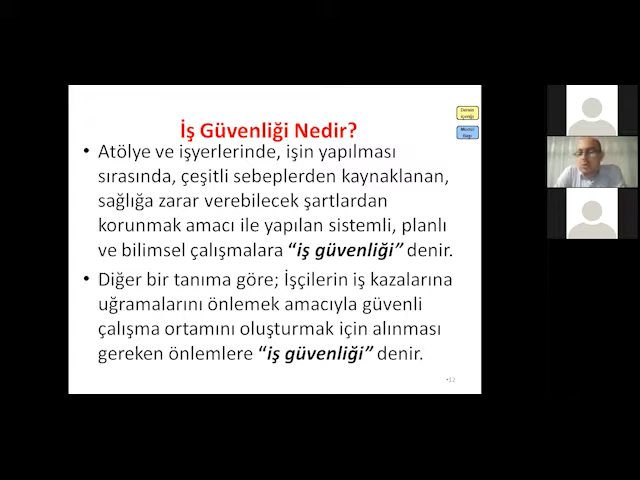 İş Güvenliği Nedir?
• Atölye ve işyerlerinde, işin yapılması
sırasında, çeşitli sebeplerden kaynaklanan,
sağlığa zarar verebilecek şartlardan
korunmak amacı ile yapılan sistemli, planlı
ve bilimsel çalışmalara “iş güvenliği” denir.
• Diğer bir tanıma göre; İşçilerin iş kazalarına
uğramalarını önlemek amacıyla güvenli
çalışma ortamını oluşturmak için alınması
gereken önlemlere “iş güvenliği” denir.
•12